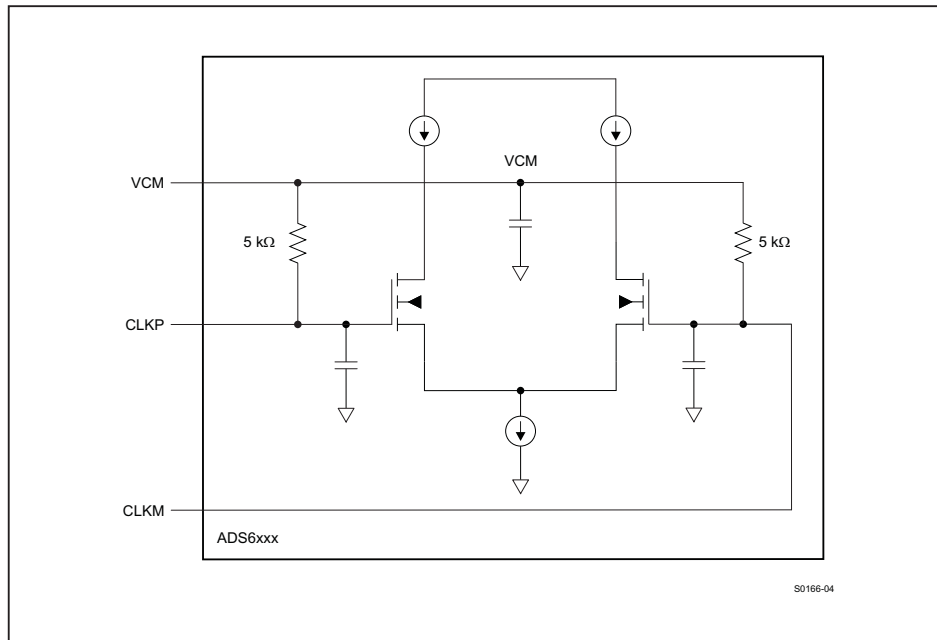 VCM
VCM
5 kΩ
5 kΩ
CLKP
CLKM
ADS6xxx
S0166-04